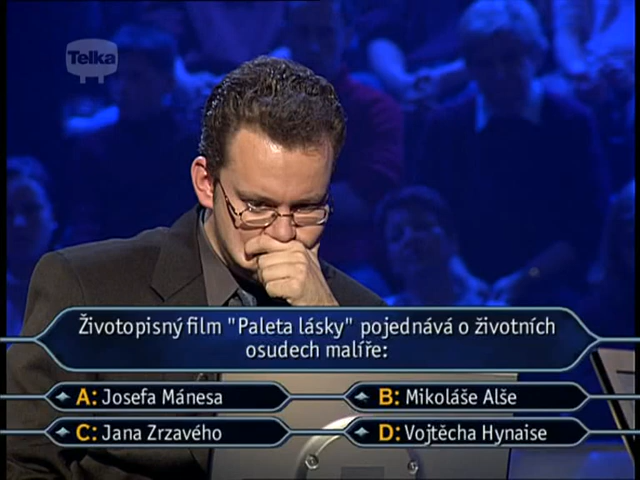 Telka
Životopisný film "Paleta lásky" pojednává o životních
osudech malíře:
A: Josefa Mánesa
B: Mikoláše Alše
C: Jana Zrzavého
D: Vojtěcha Hynaise